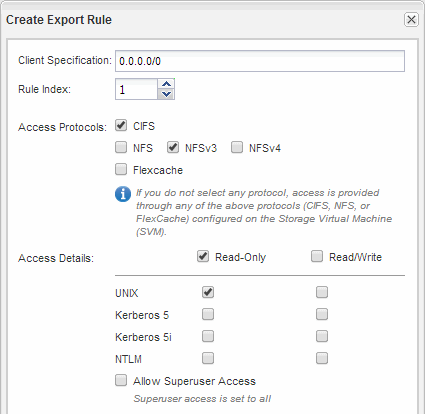 Create Export Rule
Client Specification: 0.0.0.0/0
Rule Index: 1
Access Protocols: CIFS
NFS NFSv3 NFSv4
Flexcache
If you do not select any protocol, access is provided
through any of the above protocols (CIFS, NFS, or
FlexCache) configured on the Storage Virtual Machine
(SVM).
Access Details: Read-Only Read/Write
UNIX
Kerberos 5
Kerberos 5i
NTLM
Allow Superuser Access
Superuser access is set to all